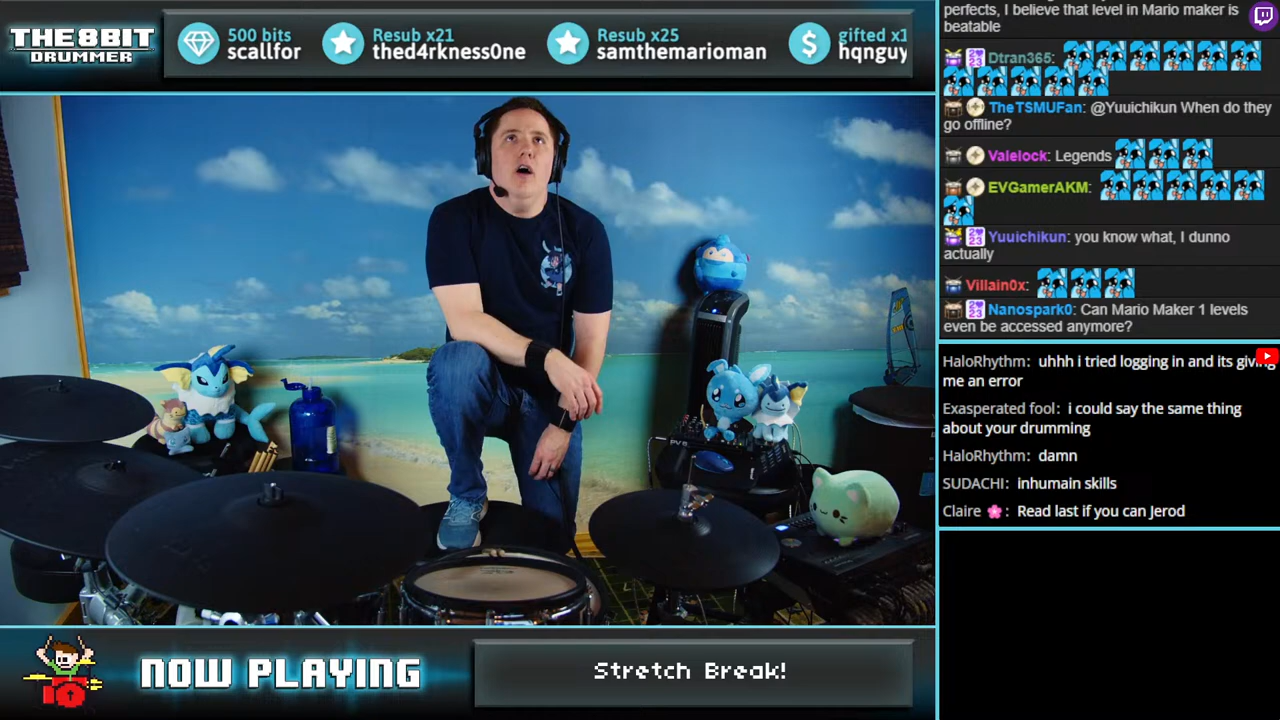 THE8BIT
DRUMMER
500 bits
scallfor
Resub x21
thed4rkness0ne
Resub x25
samthemarioman
gifted x1
hqnguy
perfects, I believe that level in Mario maker is
beatable
Dtran365:
TheTSMUFan: @Yuuichikun When do they
go offline?
Valelock: Legends
EVGamerAKM:
Yuuichikun: you know what, I dunno
actually
Villain0x:
Nanospark0: Can Mario Maker 1 levels
even be accessed anymore?
HaloRhythm: uhhh i tried logging in and its giving
me an error
Exasperated fool: i could say the same thing
about your drumming
HaloRhythm: damn
SUDACHI: inhumain skills
Claire 🌸: Read last if you can Jerod
NOW PLAYING
Stretch Break!